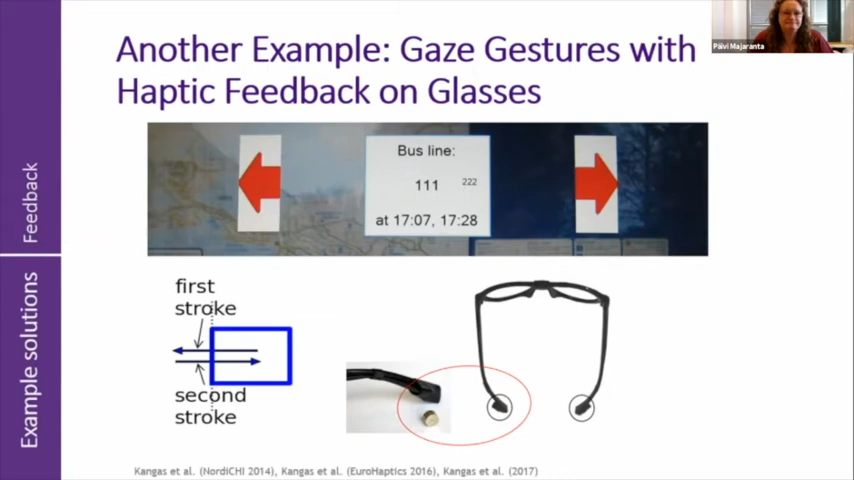 Another Example: Gaze Gestures with
Haptic Feedback on Glasses
Päivi Majaranta
Feedback
Example solutions
Bus line:
111 222
at 17:07, 17:28
first
stroke
second
stroke
Kangas et al. (NordiCHI 2014), Kangas et al. (EuroHaptics 2016), Kangas et al. (2017)